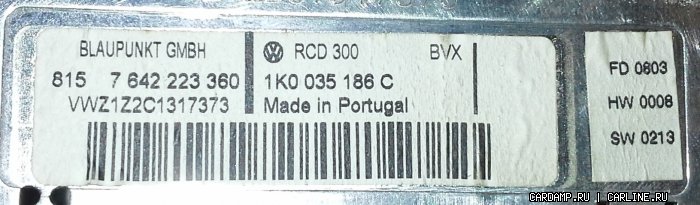 BLAUPUNKT GMBH
815 7 642 223 360
VWZ1Z2C1317373
RCD 300 BVX
1K0 035 186 C
Made in Portugal
FD 0603
HW 0008
SW 0213
CARDAMP.RU | CARLINE.RU